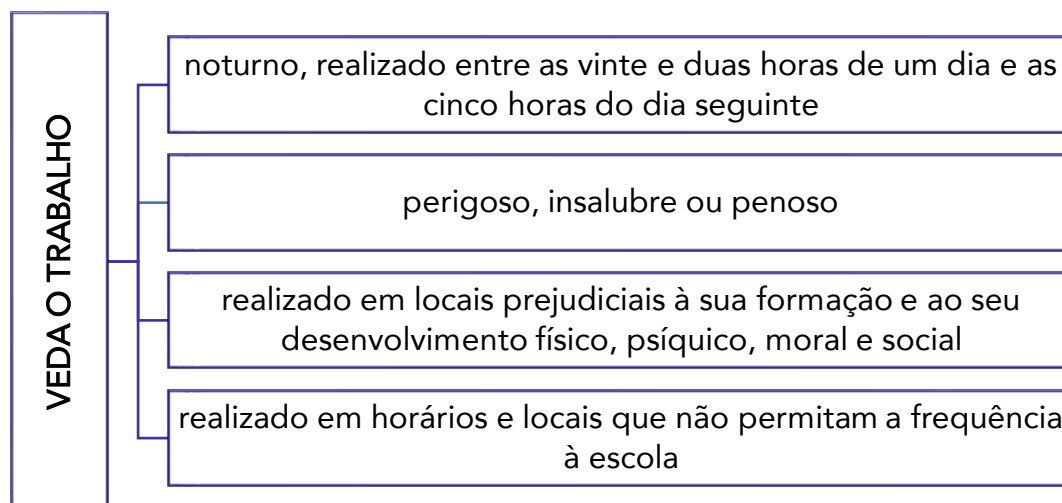 VEDA O TRABALHO
noturno, realizado entre as vinte e duas horas de um dia e as
cinco horas do dia seguinte
perigoso, insalubre ou penoso
realizado em locais prejudiciais à sua formação e ao seu
desenvolvimento físico, psíquico, moral e social
realizado em horários e locais que não permitam a frequência
à escola